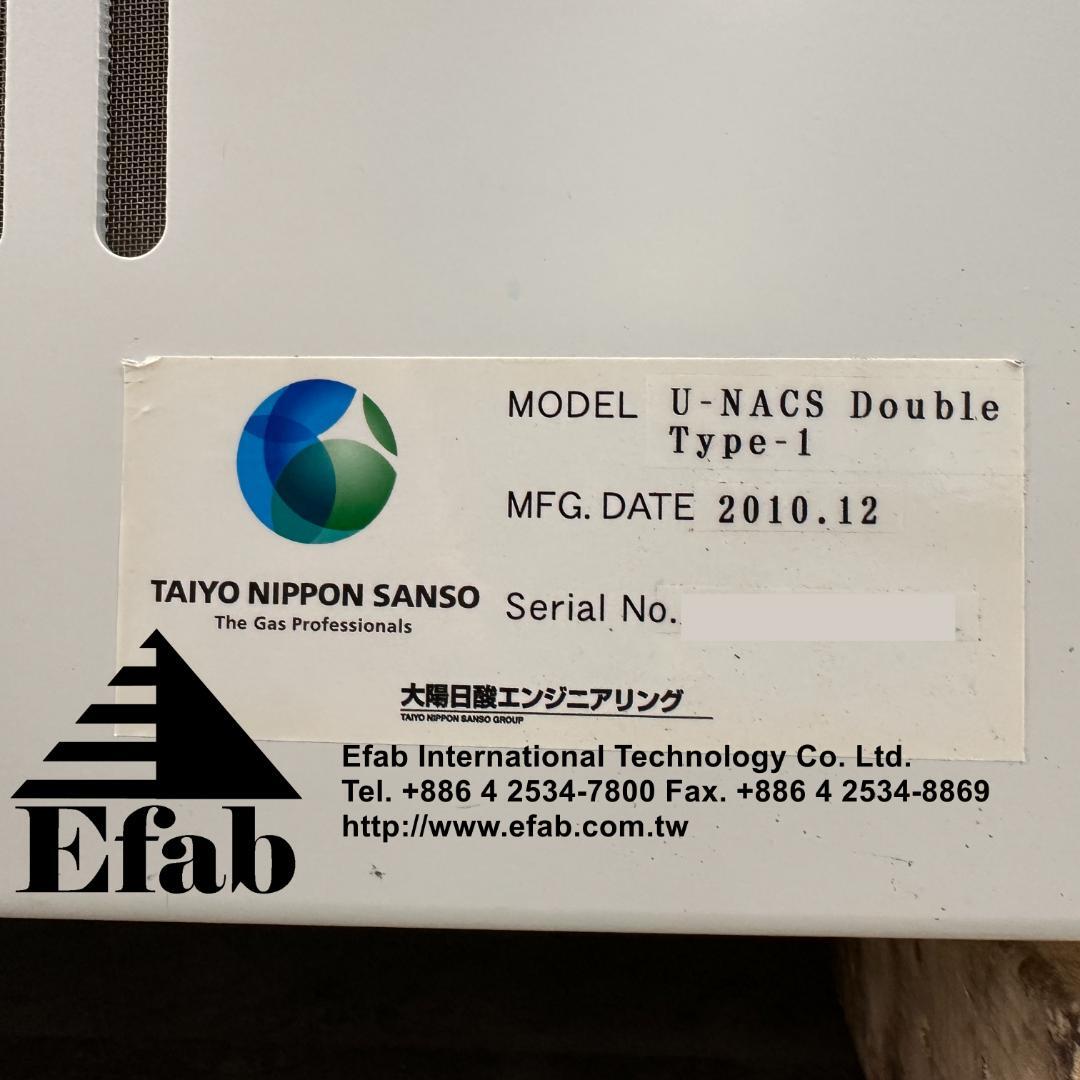 MODEL U-NACS Double
Type-1
MFG. DATE 2010.12
TAIYO NIPPON SANSO
The Gas Professionals
Serial No.
大陽日酸エンジニアリング
TAIYO NIPPON SANSO GROUP
Efab
Efab International Technology Co. Ltd.
Tel. +886 4 2534-7800 Fax. +886 4 2534-8869
http://www.efab.com.tw